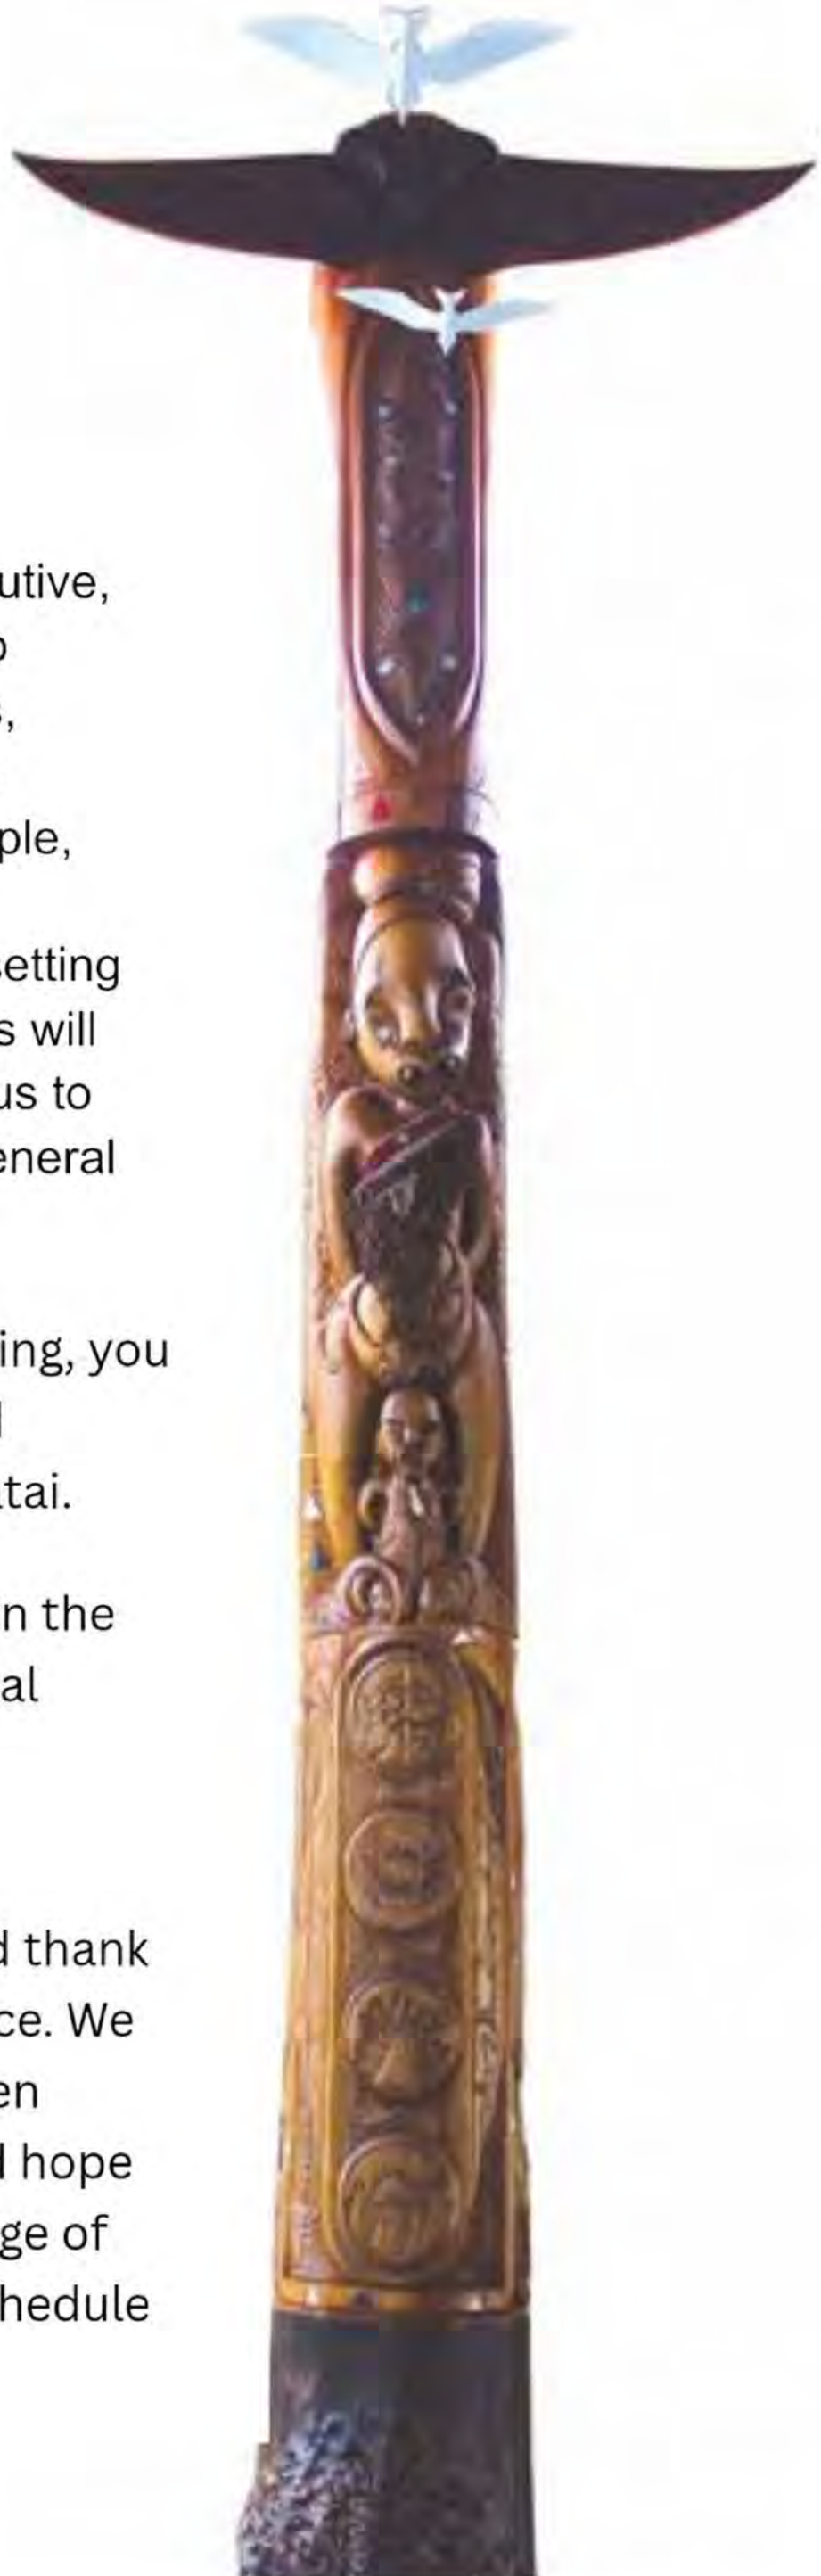 utive,
o
s,
ple,
setting
s will
us to
eneral
ing, you
l
tai.
n the
al
d thank
ce. We
en
d hope
ge of
hedule